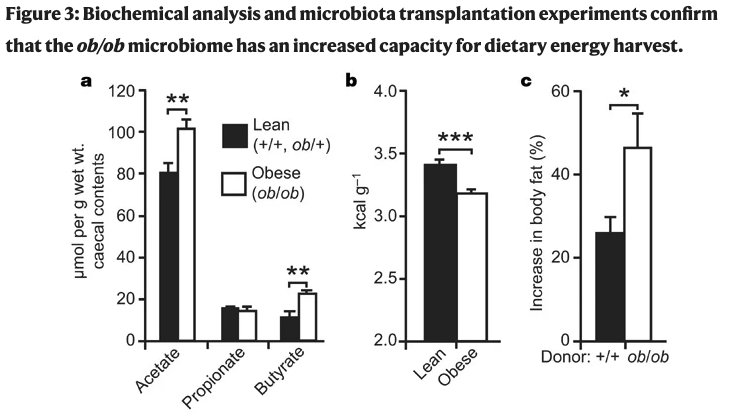 Figure 3: Biochemical analysis and microbiota transplantation experiments confirm
that the ob/ob microbiome has an increased capacity for dietary energy harvest.
a
µmol per g wet wt.
caecal contents
120
100
80
60
40
20
0
**
**
Lean
(+/+, ob/+)
Obese
(ob/ob)
Acetate
Propionate
Butyrate
b
kcal g⁻¹
4.0
3.5
3.0
2.5
2.0
***
Lean
Obese
c
Increase in body fat (%)
60
40
20
0
*
Donor: +/+ ob/ob